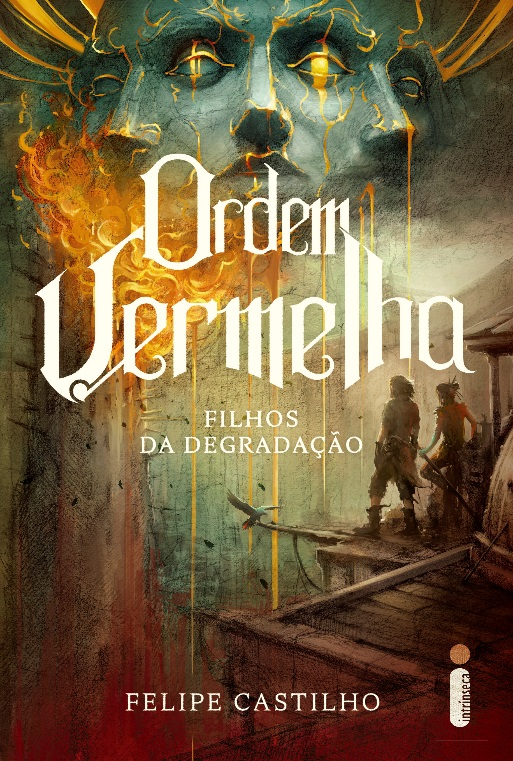 Ordem
Vermelha
FILHOS
DA DEGRADAÇÃO
FELIPE CASTILHO
intrínseca